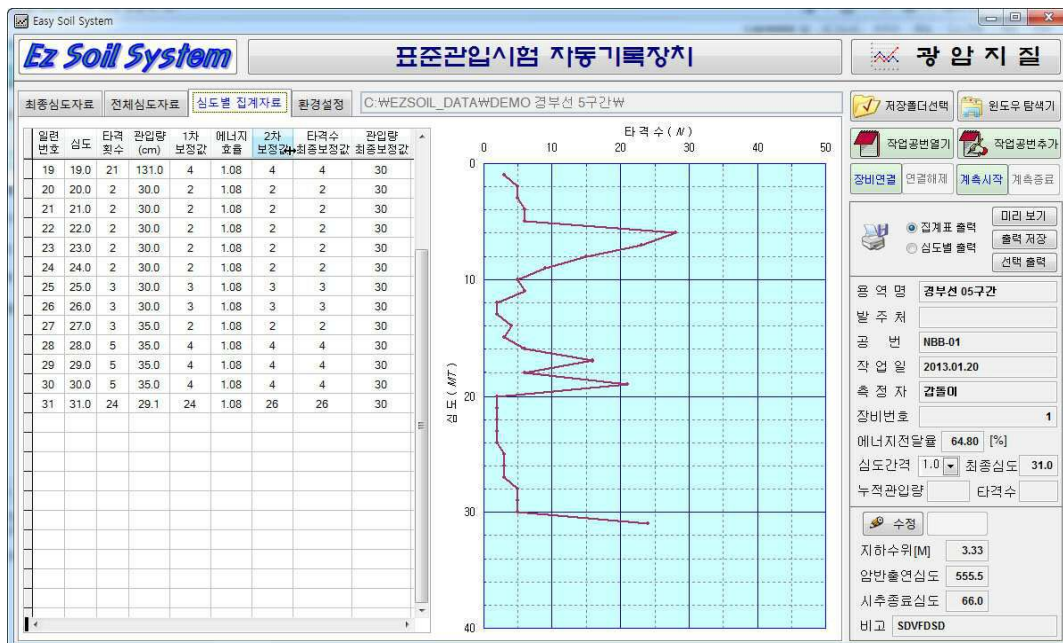 Easy Soil System
Ez Soil System
표준관입시험 자동기록장치
광 암 지 질
최종심도자료 전체심도자료 심도별 집계자료 환경설정 C:₩EZSOIL_DATA₩DEMO 경부선 5구간₩
저장폴더선택 윈도우 탐색기
작업공번열기 작업공번추가
장비연결 연결해제 계측시작 계측종료
일련번호 심도 타격횟수 관입량(cm) 1차보정값 에너지효율 2차보정값 타격수최종보정값 관입량최종보정값
19 19.0 21 131.0 4 1.08 4 4 30
20 20.0 2 30.0 2 1.08 2 2 30
21 21.0 2 30.0 2 1.08 2 2 30
22 22.0 2 30.0 2 1.08 2 2 30
23 23.0 2 30.0 2 1.08 2 2 30
24 24.0 2 30.0 2 1.08 2 2 30
25 25.0 3 30.0 3 1.08 3 3 30
26 26.0 3 30.0 3 1.08 3 3 30
27 27.0 3 35.0 2 1.08 2 2 30
28 28.0 5 35.0 4 1.08 4 4 30
29 29.0 5 35.0 4 1.08 4 4 30
30 30.0 5 35.0 4 1.08 4 4 30
31 31.0 24 29.1 24 1.08 26 26 30
타격수(N)
0 10 20 30 40 50
0
10
20
30
40
심도(MT)
집계표 출력
심도별 출력
미리 보기
출력 저장
선택 출력
용 역 명 경부선 05구간
발 주 처
공 번 NBB-01
작 업 일 2013.01.20
측 정 자 갑돌이
장비번호 1
에너지전달율 64.80 [%]
심도간격 1.0 최종심도 31.0
누적관입량 타격수
수정
지하수위[M] 3.33
암반출연심도 555.5
시추종료심도 66.0
비고 SDVFDSD